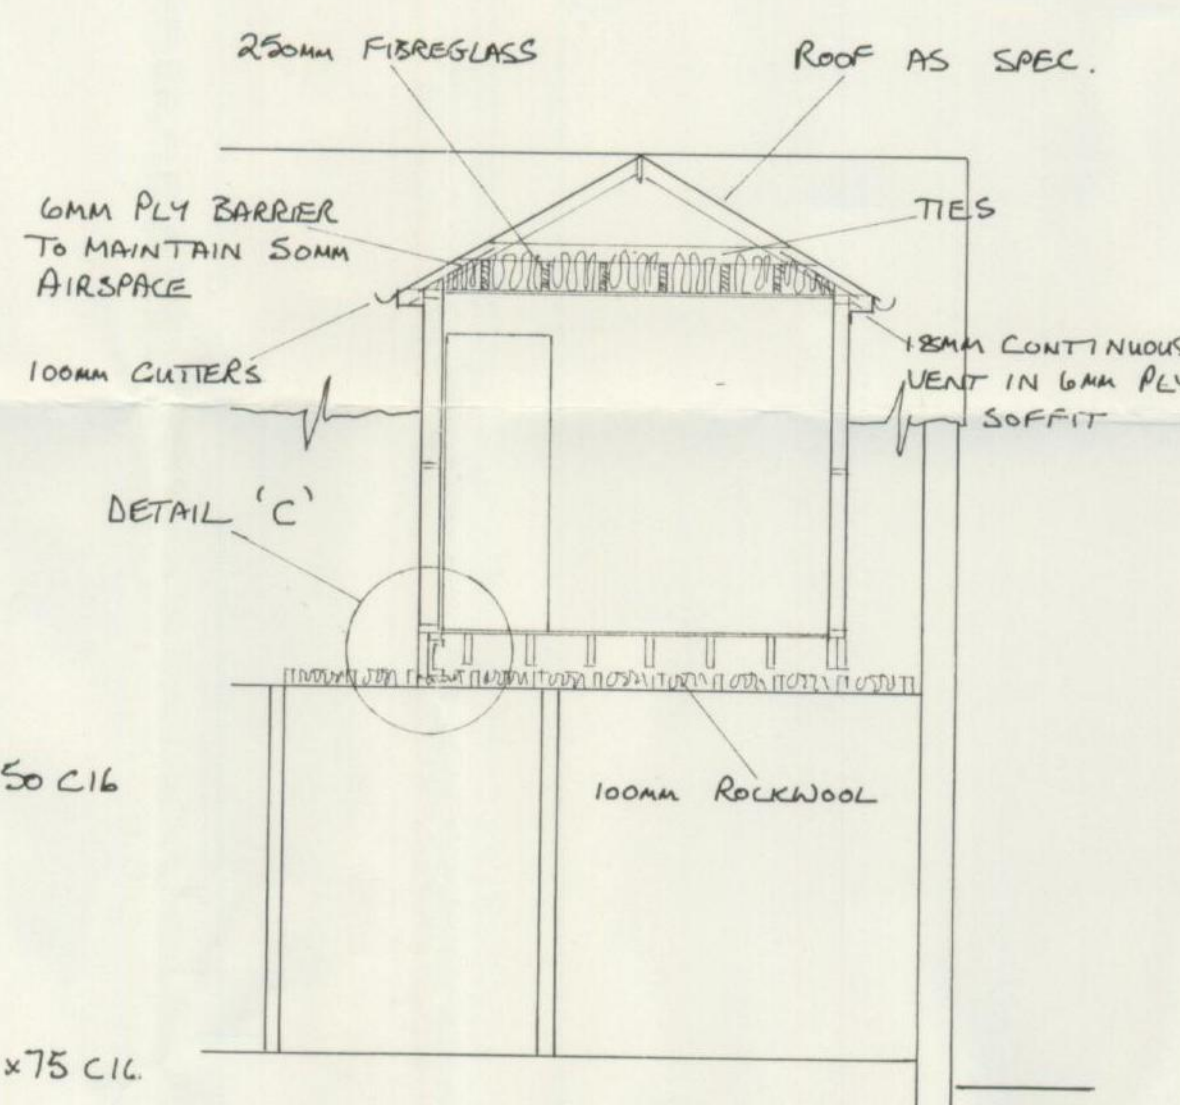 250MM FIBREGLASS
ROOF AS SPEC.
6MM PLY BARRIER
TO MAINTAIN 50MM
AIRSPACE
TIES
100MM GUTTERS
18MM CONTINUOUS
VENT IN 6MM PLY
SOFFIT
DETAIL 'C'
50 C16
100MM ROCKWOOL
x75 C16.